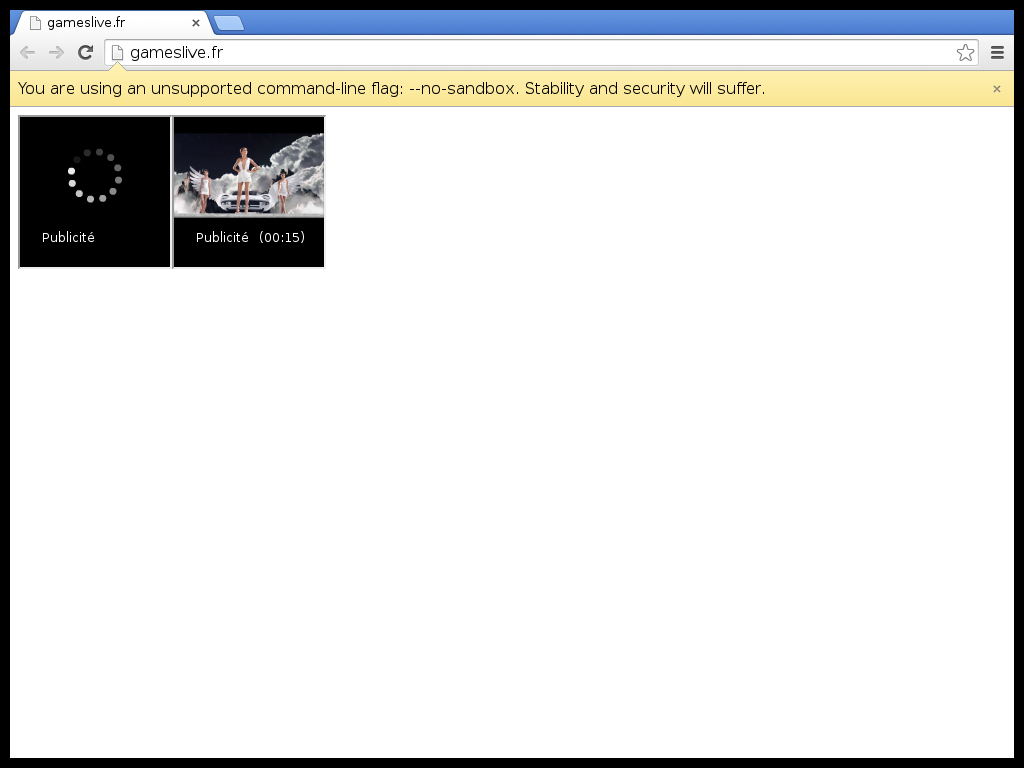 gameslive.fr
gameslive.fr
You are using an unsupported command-line flag: --no-sandbox. Stability and security will suffer.
Publicité
Publicité (00:15)